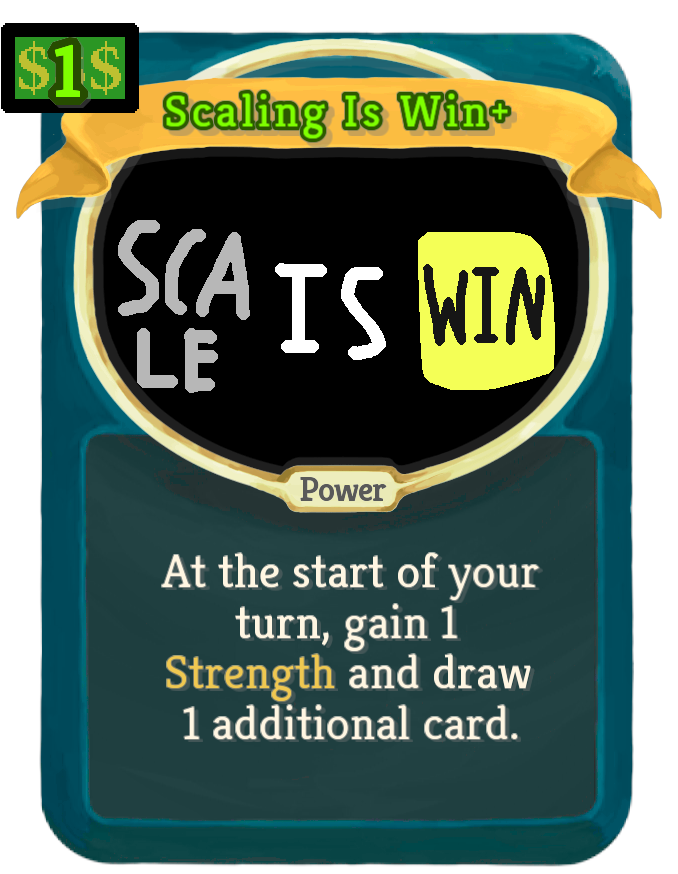 $1$
Scaling Is Win+
SCA IS WIN
LE
Power
At the start of your
turn, gain 1
Strength and draw
1 additional card.